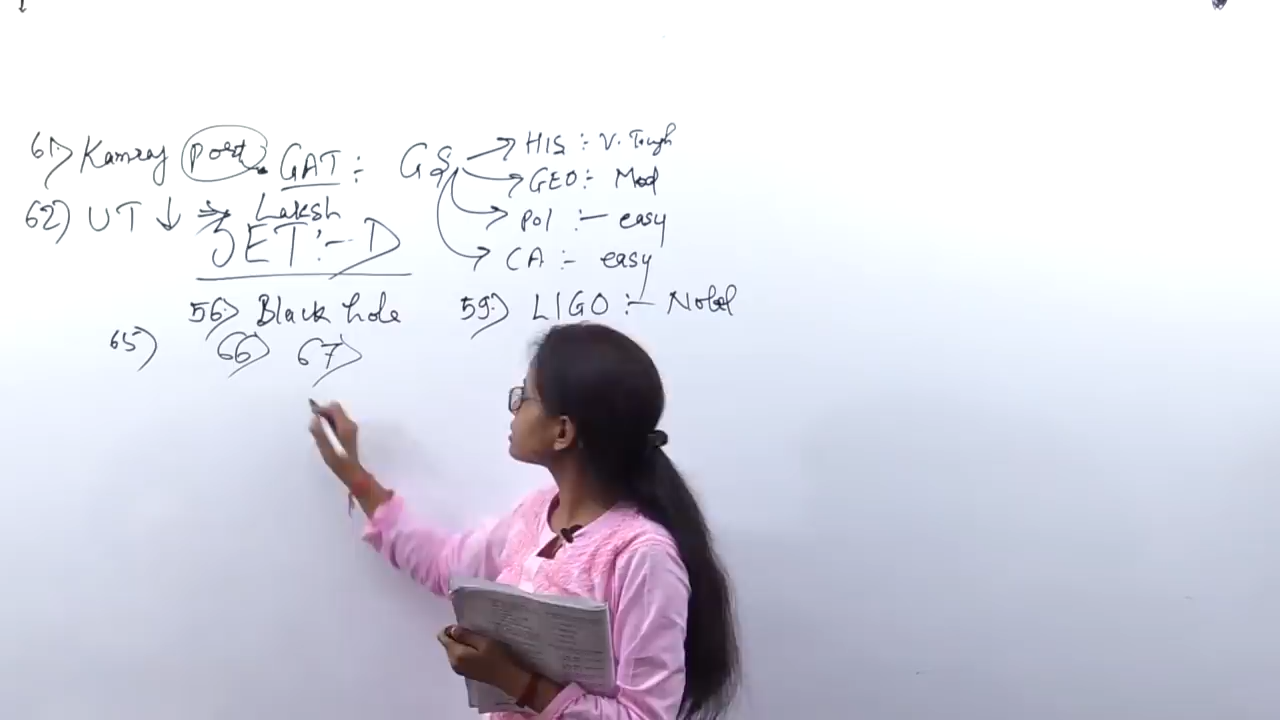 61) Kamraj Port. GAT : GS → HIS :- V. Tough
→ GEO :- Mod
62) UT ↓ ⇒ Laksh → Pol :- easy
SET :- D → CA :- easy
56) Black hole 59) LIGO :- Nobel
65) 66) 67)